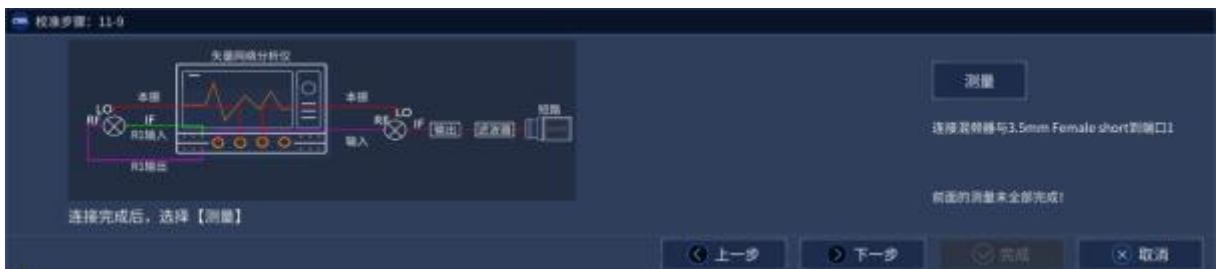 校准步骤：11-9
矢量网络分析仪
本振
本振
短路
LO
LO
RF
IF
RF
IF
输出
滤波器
R1输入
输入
R1输出
测量
连接混频器与3.5mm Female short到端口1
前面的测量未全部完成!
连接完成后，选择【测量】
上一步
下一步
完成
取消